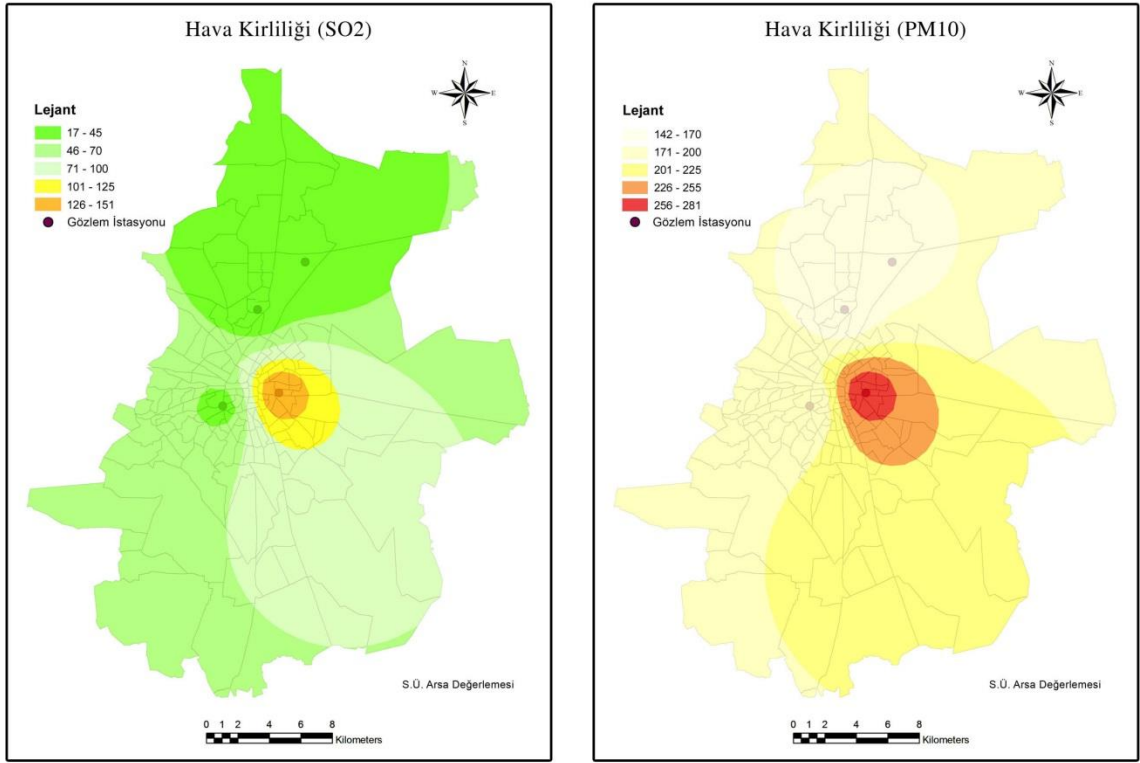 Hava Kirliliği (SO2)
N
W E
S
Lejant
17 - 45
46 - 70
71 - 100
101 - 125
126 - 151
Gözlem İstasyonu
S.Ü. Arsa Değerlemesi
0 1 2 4 6 8
Kilometers
Hava Kirliliği (PM10)
N
W E
S
Lejant
142 - 170
171 - 200
201 - 225
226 - 255
256 - 281
Gözlem İstasyonu
S.Ü. Arsa Değerlemesi
0 1 2 4 6 8
Kilometers